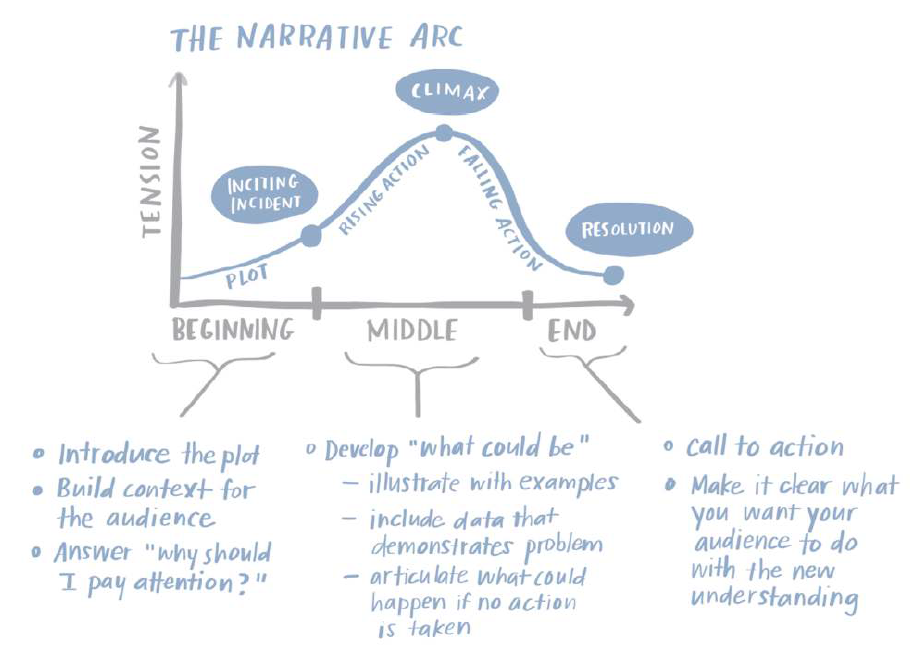 THE NARRATIVE ARC
CLIMAX
TENSION
INCITING
INCIDENT
RISING ACTION
FALLING ACTION
RESOLUTION
PLOT
BEGINNING
MIDDLE
END
• Introduce the plot
• Build context for
the audience
• Answer "why should
I pay attention?"
• Develop "what could be"
– illustrate with examples
– include data that
demonstrates problem
– articulate what could
happen if no action
is taken
• call to action
• Make it clear what
you want your
audience to do
with the new
understanding